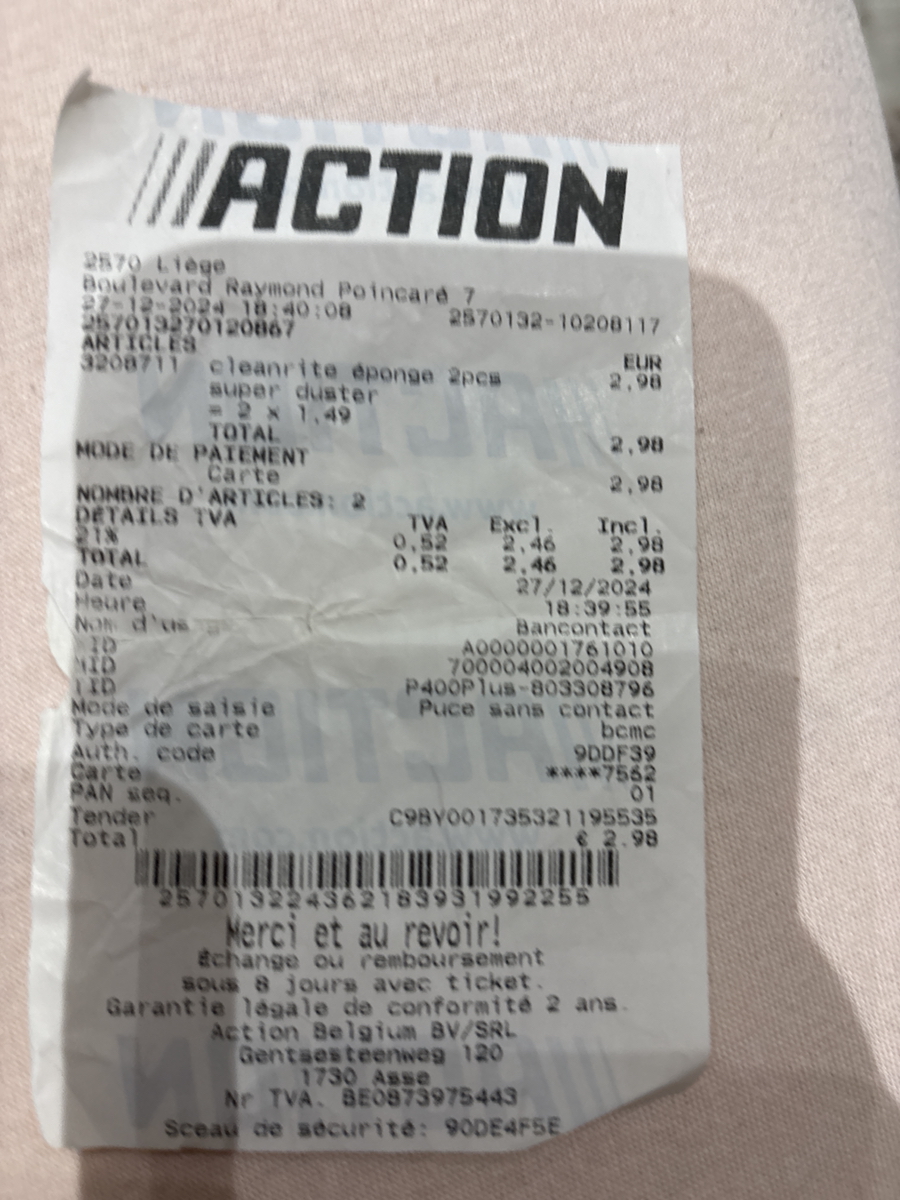 ACTION
2570 Liège
Boulevard Raymond Poincaré 7
27-12-2024 18:40:08 2570132-10208117
257013270120867
ARTICLES EUR
3208711 cleanrite éponge 2pcs 2,98
super duster
= 2 x 1,49
TOTAL 2,98
MODE DE PAIEMENT
Carte 2,98
NOMBRE D'ARTICLES: 2
DÉTAILS TVA TVA Excl. Incl.
21% 0,52 2,46 2,98
TOTAL 0,52 2,46 2,98
Date 27/12/2024
Heure 18:39:55
Nom d'us Bancontact
ID A0000001761010
MID 700004002004908
TID P400Plus-803308796
Mode de saisie Puce sans contact
Type de carte bcmc
Auth. code 9DDF39
Carte ****7562
PAN seq. 01
Tender C9BY001735321195535
Total € 2.98
257013224362183931992255
Merci et au revoir!
Échange ou remboursement
sous 8 jours avec ticket.
Garantie légale de conformité 2 ans.
Action Belgium BV/SRL
Gentsesteenweg 120
1730 Asse
Nr TVA. BE0873975443
Sceau de sécurité: 90DE4F5E